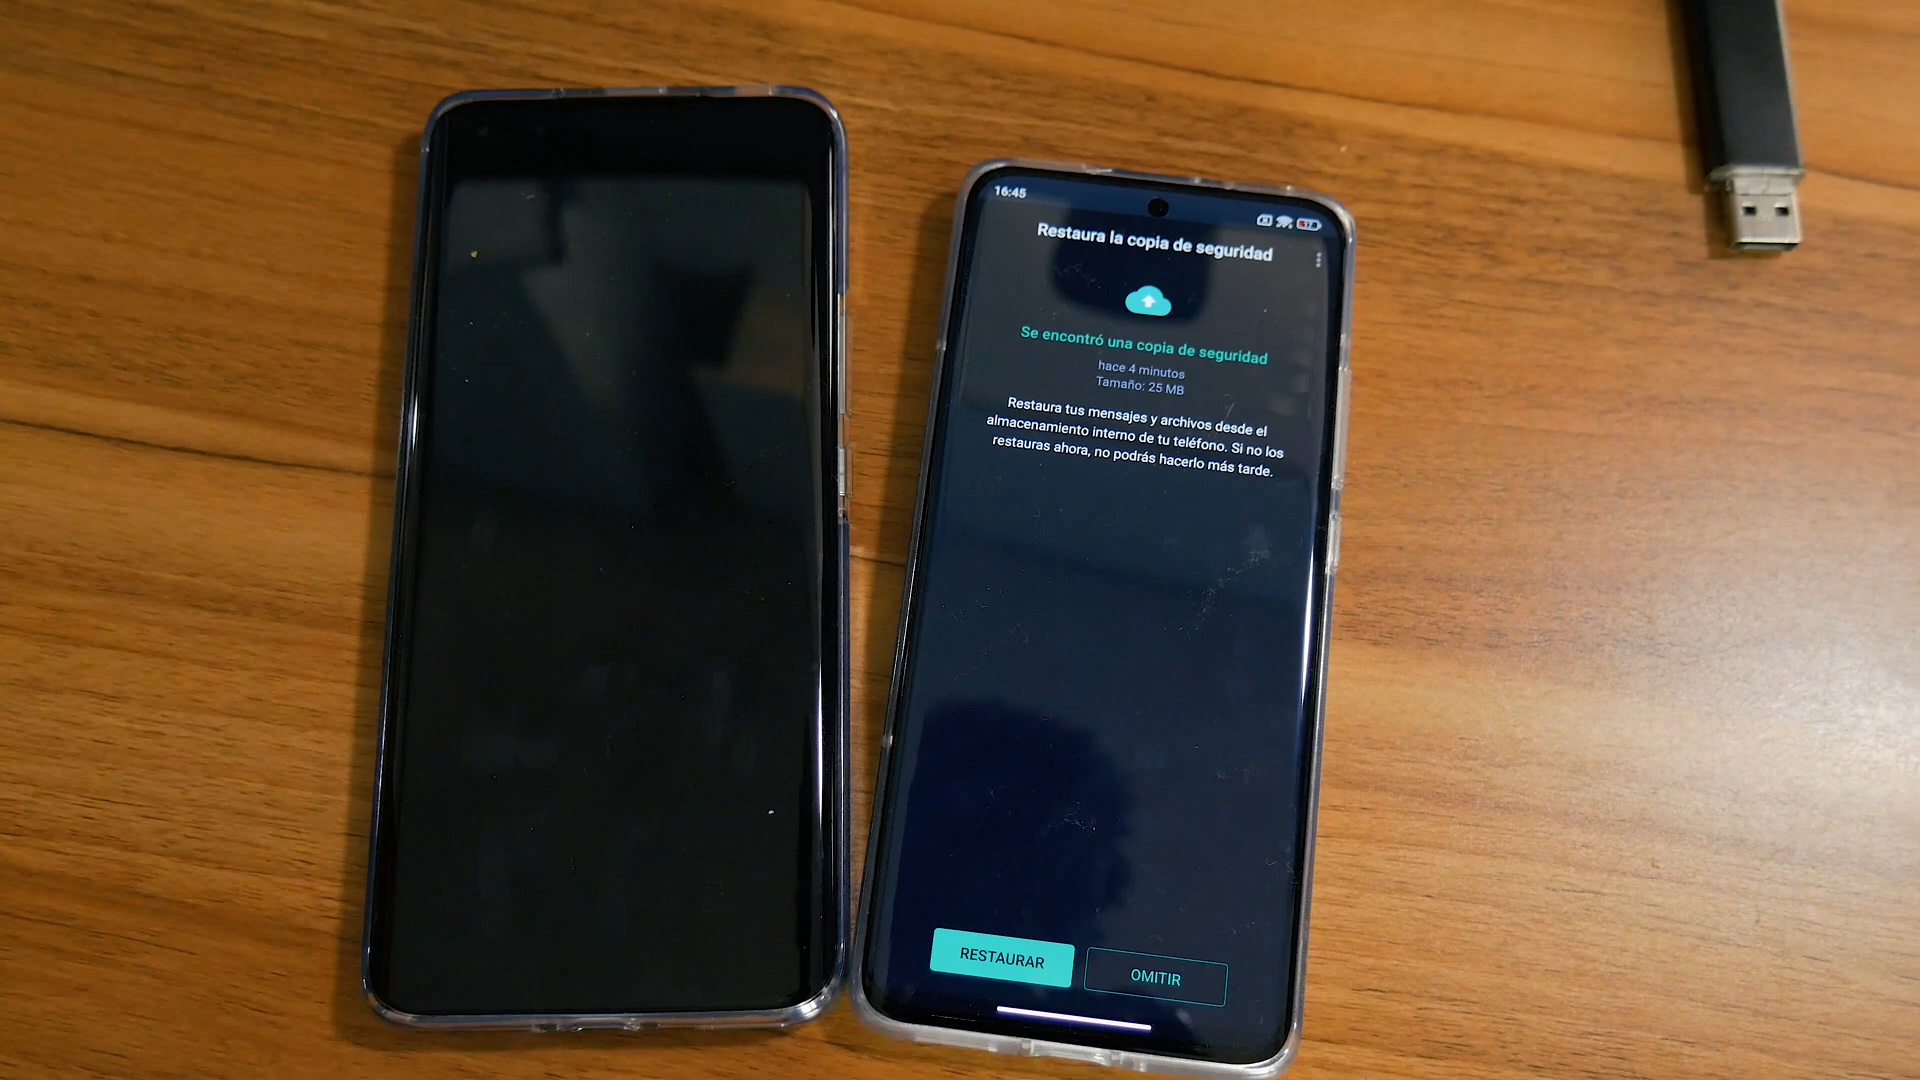 16:45
17
Restaura la copia de seguridad
Se encontró una copia de seguridad
hace 4 minutos
Tamaño: 25 MB
Restaura tus mensajes y archivos desde el
almacenamiento interno de tu teléfono. Si no los
restauras ahora, no podrás hacerlo más tarde.
RESTAURAR
OMITIR